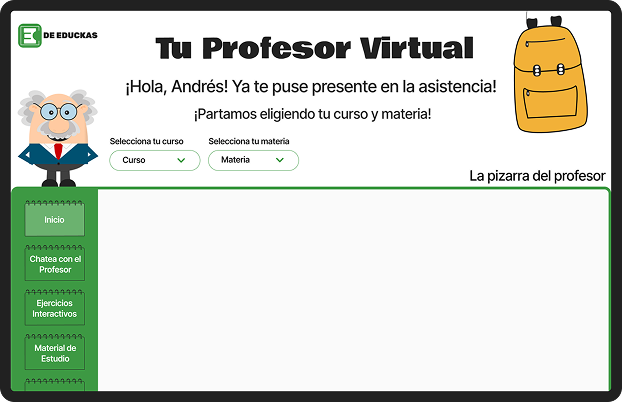 DE EDUCKAS
Tu Profesor Virtual
¡Hola, Andrés! Ya te puse presente en la asistencia!
¡Partamos eligiendo tu curso y materia!
Selecciona tu curso
Selecciona tu materia
Curso
Materia
La pizarra del profesor
Inicio
Chatea con el
Profesor
Ejercicios
Interactivos
Material de
Estudio